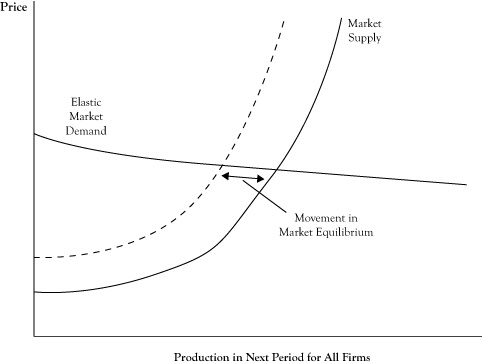 Price
Market
Supply
Elastic
Market
Demand
Movement in
Market Equilibrium
Production in Next Period for All Firms